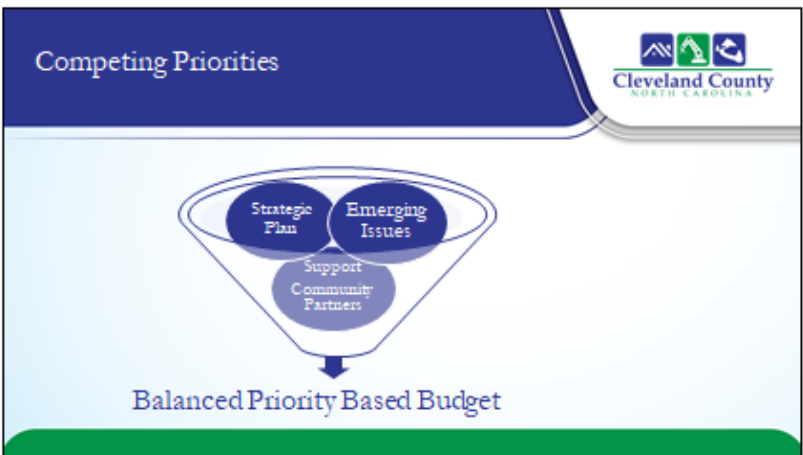 Competing Priorities
Cleveland County
NORTH CAROLINA
Strategic
Plan
Emerging
Issues
Support
Community
Partners
Balanced Priority Based Budget